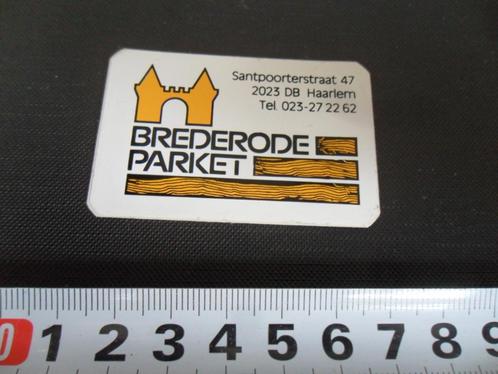 Santpoorterstraat 47
2023 DB Haarlem
Tel. 023-27 22 62
BREDERODE
PARKET
0 1 2 3 4 5 6 7 8 9